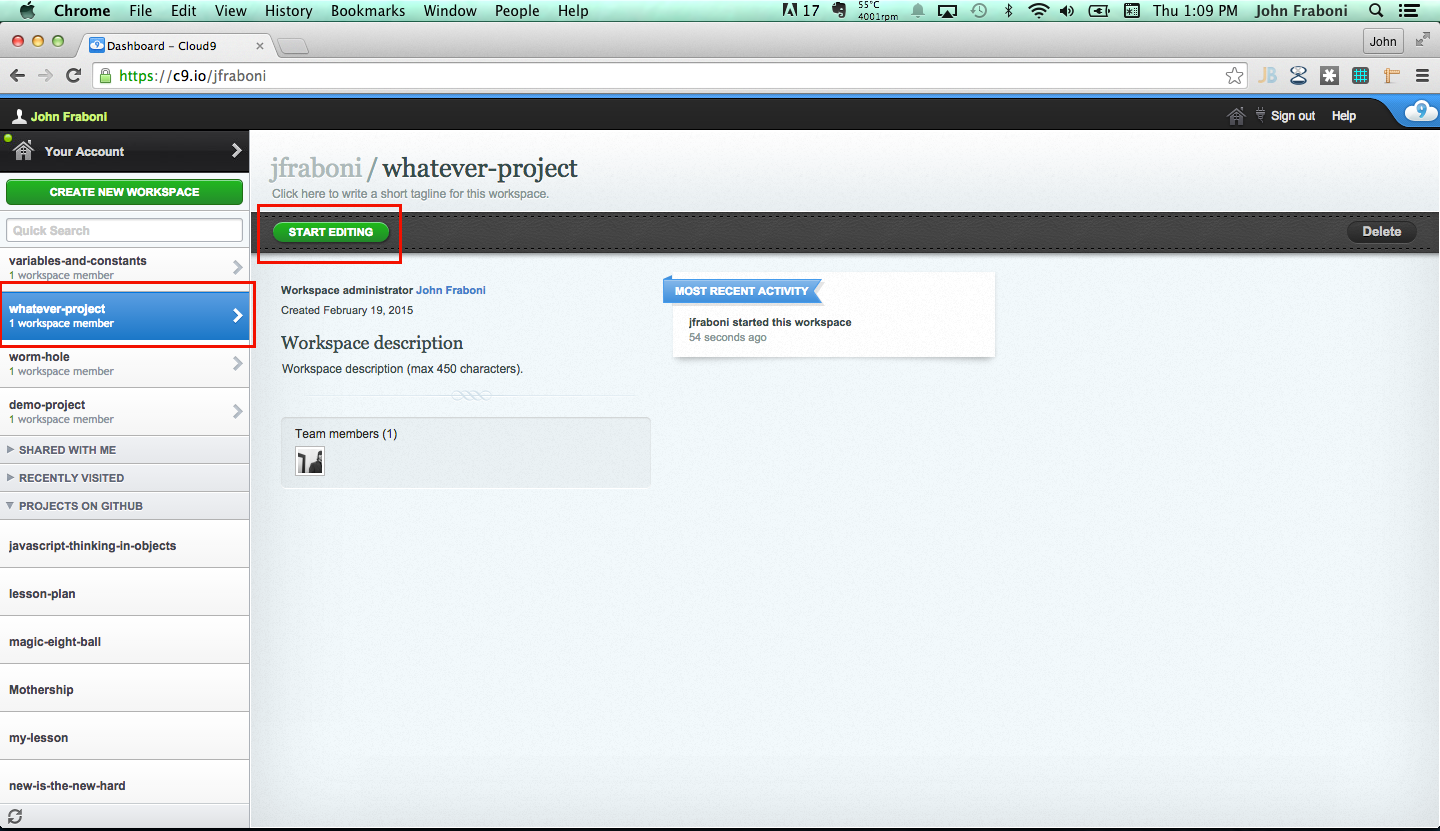 Chrome File Edit View History Bookmarks Window People Help 17 55°C 4001rpm Thu 1:09 PM John Fraboni
Dashboard – Cloud9 John
https://c9.io/jfraboni JB
John Fraboni Sign out Help 9
Your Account
CREATE NEW WORKSPACE
Quick Search
variables-and-constants
1 workspace member
whatever-project
1 workspace member
worm-hole
1 workspace member
demo-project
1 workspace member
SHARED WITH ME
RECENTLY VISITED
PROJECTS ON GITHUB
javascript-thinking-in-objects
lesson-plan
magic-eight-ball
Mothership
my-lesson
new-is-the-new-hard
jfraboni / whatever-project
Click here to write a short tagline for this workspace.
START EDITING Delete
Workspace administrator John Fraboni
Created February 19, 2015
Workspace description
Workspace description (max 450 characters).
Team members (1)
MOST RECENT ACTIVITY
jfraboni started this workspace
54 seconds ago